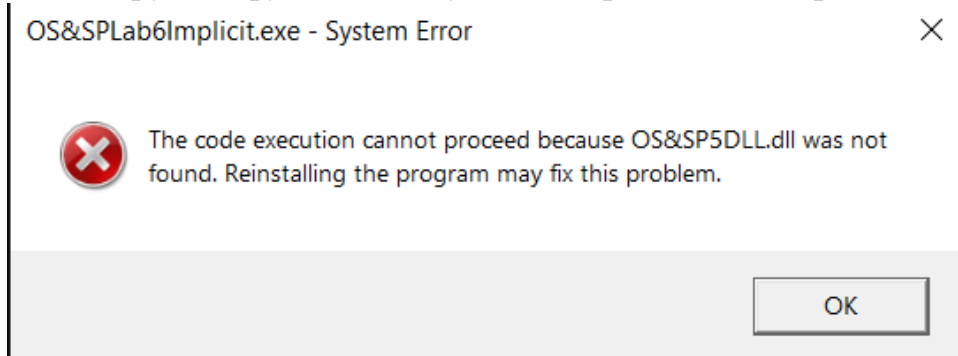 OS&SPLab6Implicit.exe - System Error
The code execution cannot proceed because OS&SP5DLL.dll was not
found. Reinstalling the program may fix this problem.
OK